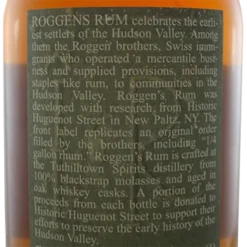 ROGGENS RUM celebrates the earli-
est settlers of the Hudson Valley. Among
them the Roggen brothers, Swiss imm-
grants who operated a mercantile busi-
ness and supplied provisions, including
staples like rum, to communities in the
Hudson Valley. Roggen's Rum was
developed with research from Historic
Huguenot Street in New Paltz, NY. The
front label replicates an original order
filled by the brothers, including "1/4
gallon rhum." Roggen's Rum is crafted at
the Tuthilltown Spirits distillery from
100% blackstrap molasses and aged in
oak whiskey casks. A portion of the
proceeds from each bottle is donated to
Historic Huguenot Street to support their
efforts to preserve the early history of the
Hudson Valley.